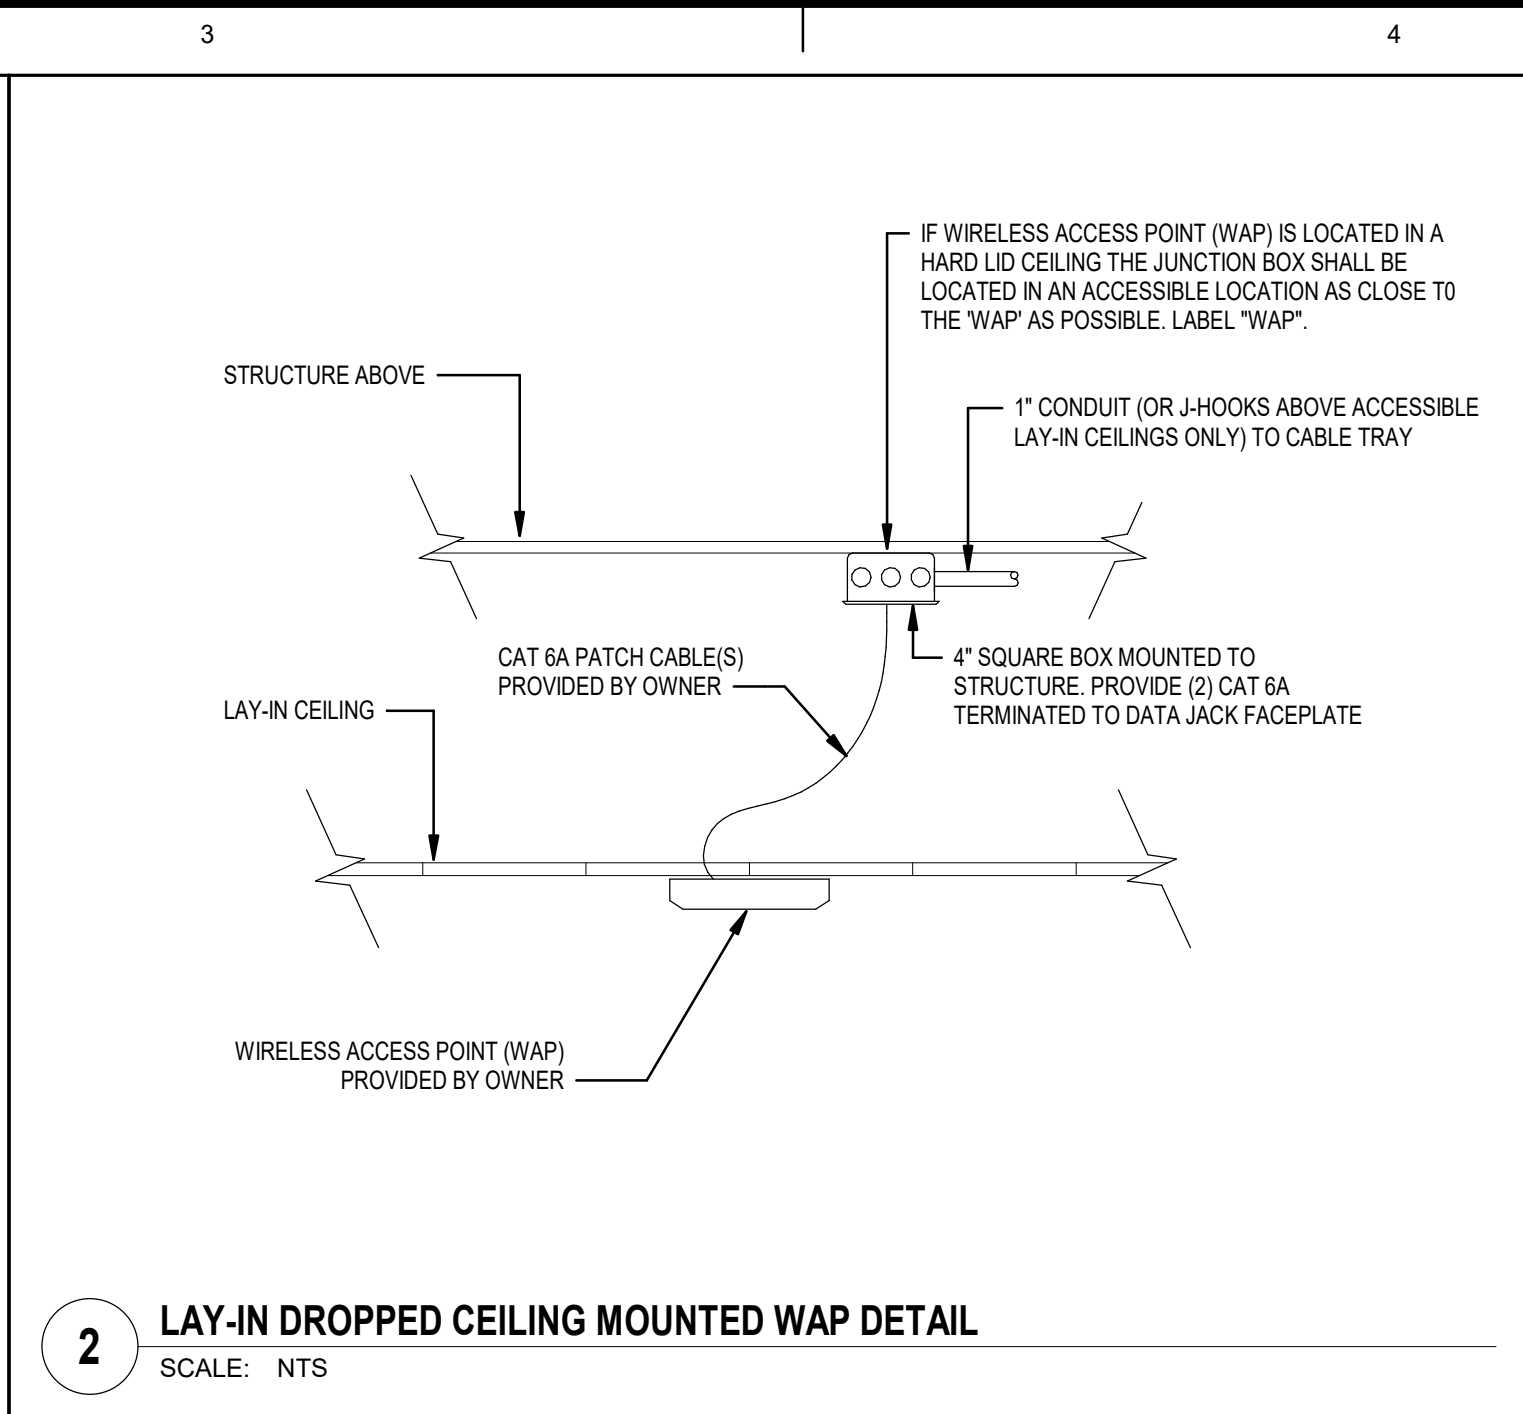 3
4
IF WIRELESS ACCESS POINT (WAP) IS LOCATED IN A
HARD LID CEILING THE JUNCTION BOX SHALL BE
LOCATED IN AN ACCESSIBLE LOCATION AS CLOSE T0
THE 'WAP' AS POSSIBLE. LABEL "WAP".
STRUCTURE ABOVE
1" CONDUIT (OR J-HOOKS ABOVE ACCESSIBLE
LAY-IN CEILINGS ONLY) TO CABLE TRAY
CAT 6A PATCH CABLE(S)
PROVIDED BY OWNER
4" SQUARE BOX MOUNTED TO
STRUCTURE. PROVIDE (2) CAT 6A
TERMINATED TO DATA JACK FACEPLATE
LAY-IN CEILING
WIRELESS ACCESS POINT (WAP)
PROVIDED BY OWNER
2
LAY-IN DROPPED CEILING MOUNTED WAP DETAIL
SCALE: NTS